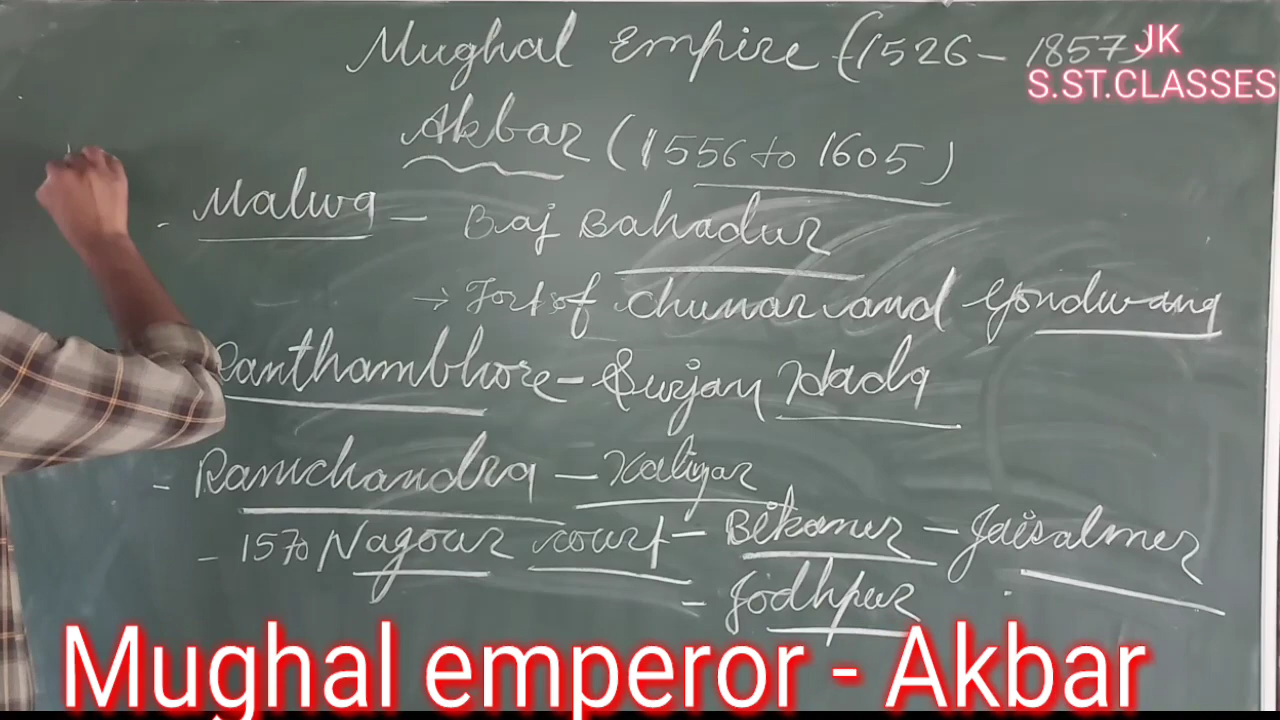 Mughal Empire (1526 - 1857)
JK
S.ST.CLASSES
Akbar (1556 to 1605)
- Malwa - Baj Bahadur
→ Fort of Chunar and Gondwana
Ranthambhore - Surjan Hada
- Ramchandra - Kalinjar
- 1570 Nagour court - Bikaner - Jaisalmer
- Jodhpur
Mughal emperor - Akbar